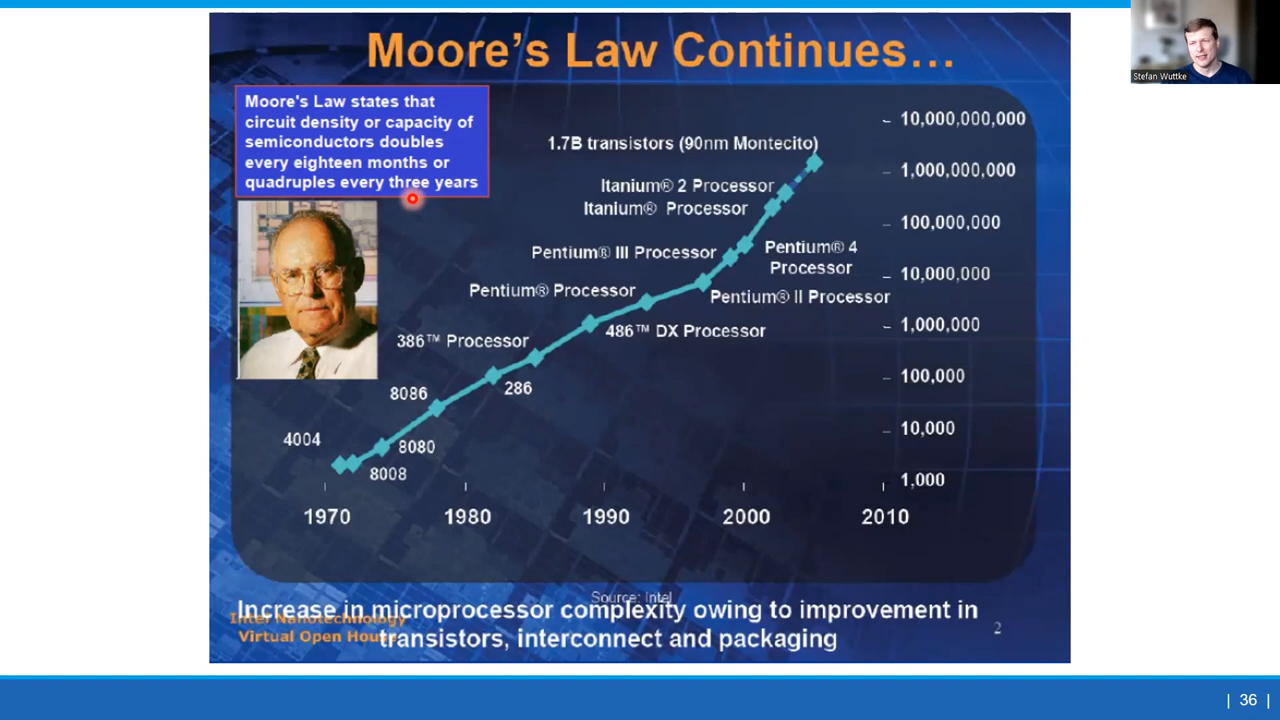 Moore's Law Continues…
Stefan Wuttke
Moore's Law states that
circuit density or capacity of
semiconductors doubles
every eighteen months or
quadruples every three years
10,000,000,000
1.7B transistors (90nm Montecito)
1,000,000,000
Itanium® 2 Processor
Itanium® Processor
100,000,000
Pentium® III Processor
Pentium® 4
Processor
10,000,000
Pentium® Processor
Pentium® II Processor
1,000,000
486™ DX Processor
386™ Processor
100,000
286
8086
10,000
4004
8080
8008
1,000
1970 1980 1990 2000 2010
Source: Intel
Increase in microprocessor complexity owing to improvement in
transistors, interconnect and packaging
Intel Nanotechnology
Virtual Open House
2
| 36 |